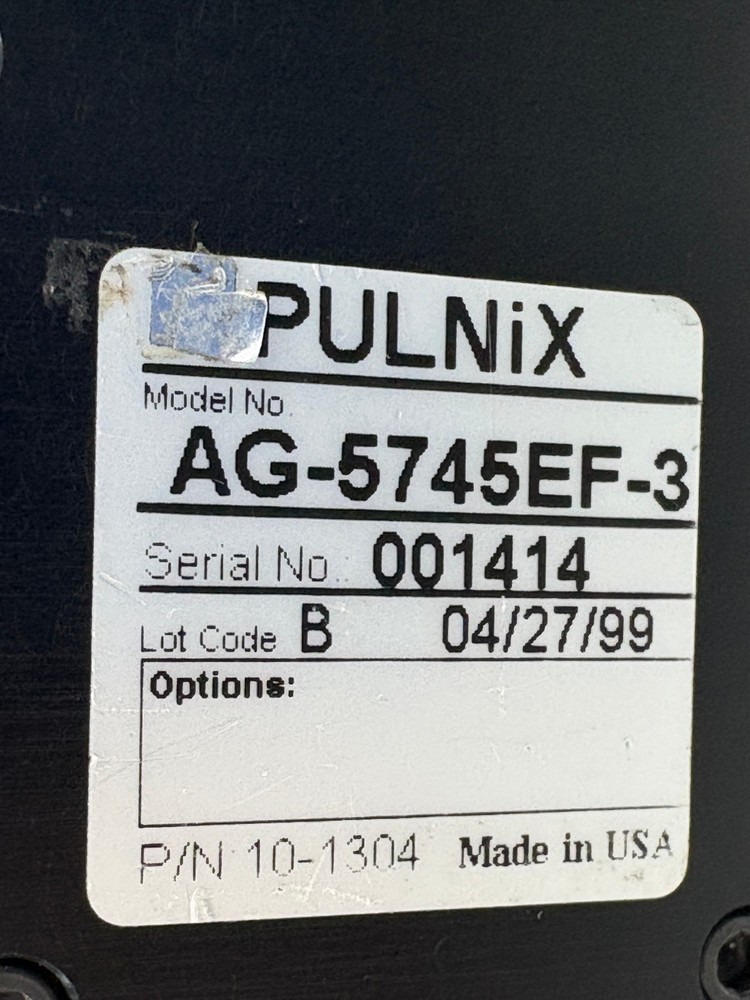 PULNiX
Model No.
AG-5745EF-3
Serial No.: 001414
Lot Code B 04/27/99
Options:
P/N 10-1304 Made in USA